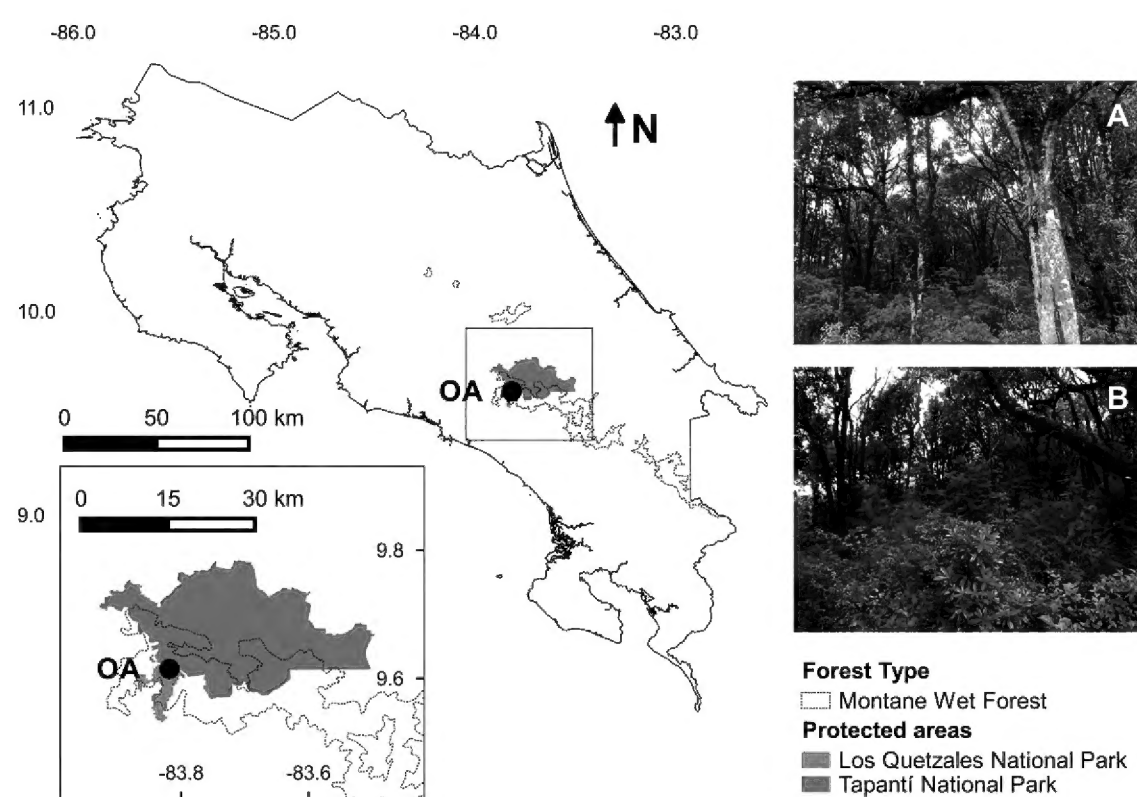 -86.0 -85.0 -84.0 -83.0
11.0
N
A
10.0
OA
0 50 100 km
B
9.0
0 15 30 km
9.8
OA
9.6
-83.8 -83.6
Forest Type
Montane Wet Forest
Protected areas
Los Quetzales National Park
Tapantí National Park